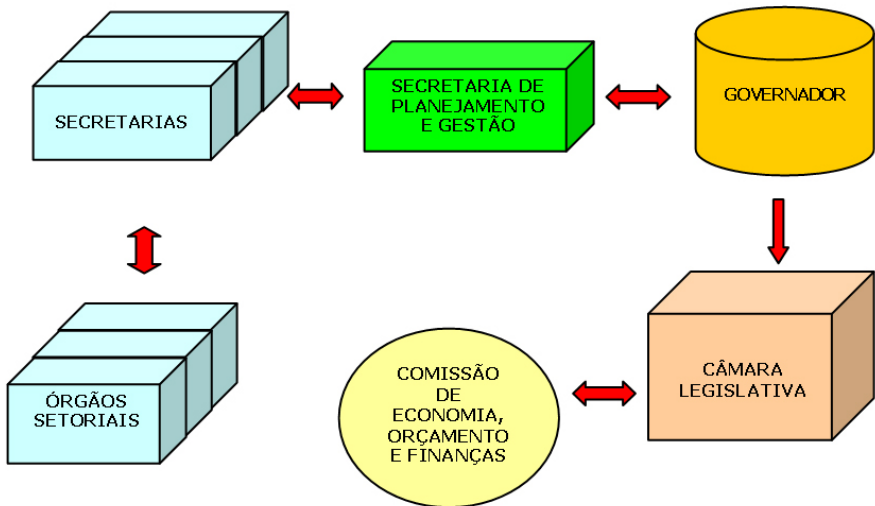 SECRETARIAS
SECRETARIA DE
PLANEJAMENTO
E GESTÃO
GOVERNADOR
ÓRGÃOS
SETORIAIS
COMISSÃO
DE
ECONOMIA,
ORÇAMENTO
E FINANÇAS
CÂMARA
LEGISLATIVA